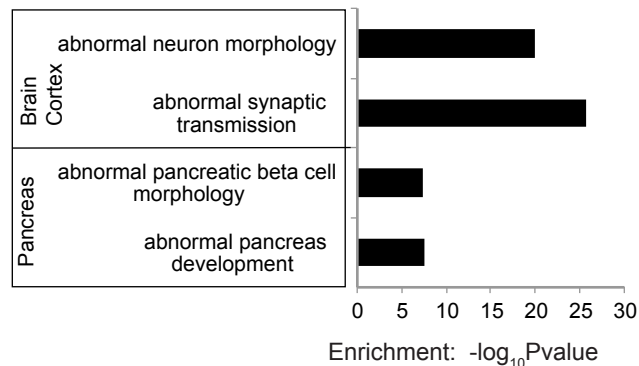 Brain
Cortex
abnormal neuron morphology
abnormal synaptic
transmission
Pancreas
abnormal pancreatic beta cell
morphology
abnormal pancreas
development
0 5 10 15 20 25 30
Enrichment: -log₁₀Pvalue